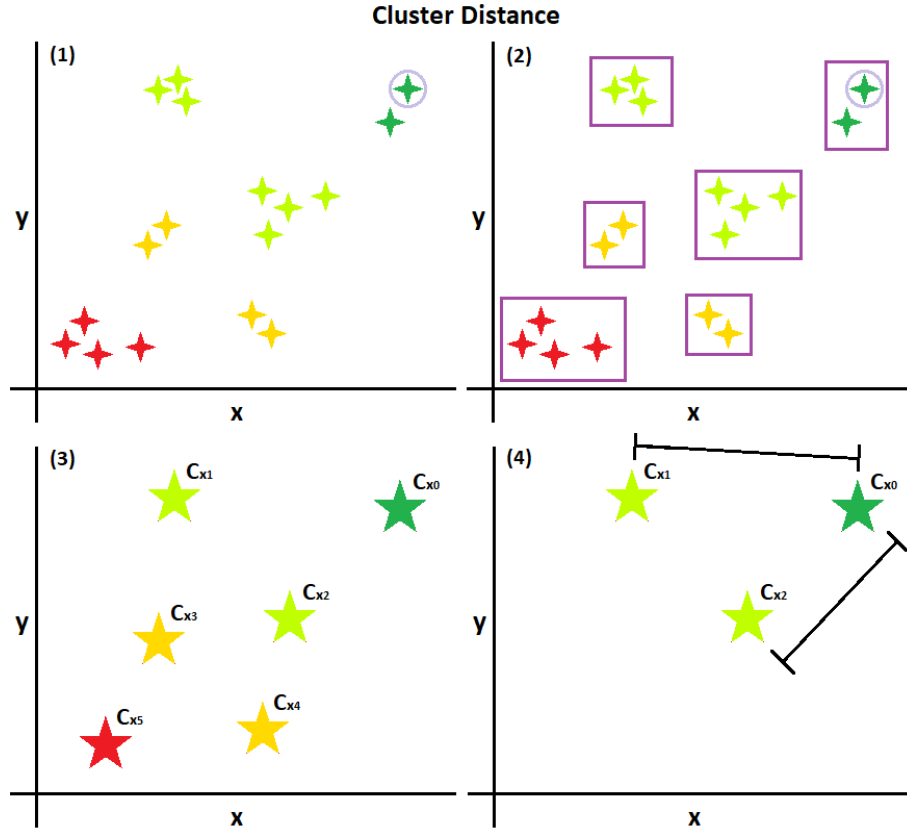 Cluster Distance
(1)
y
x
(2)
x
(3)
Cx1
Cx0
Cx2
Cx3
Cx4
Cx5
y
x
(4)
Cx1
Cx0
Cx2
y
x